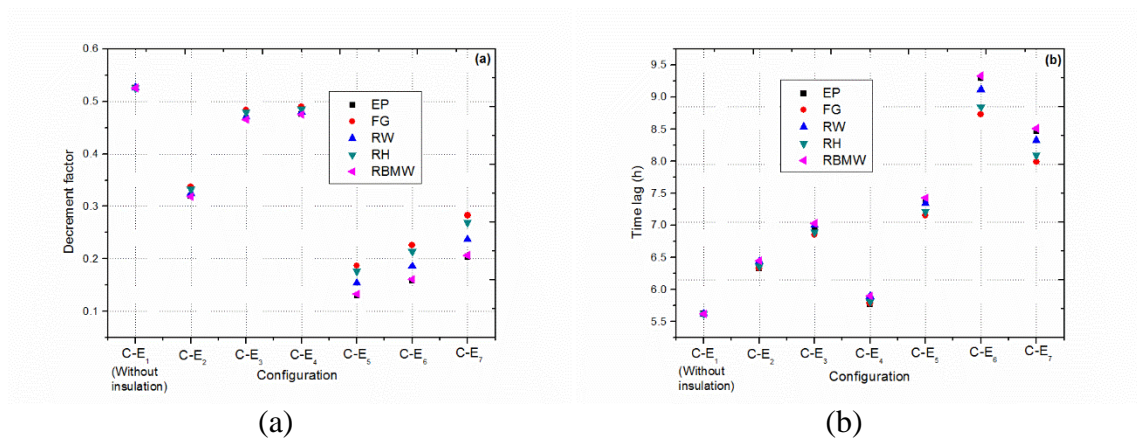 0.6
0.5
0.4
0.3
0.2
0.1
Decrement factor
(a)
EP
FG
RW
RH
RBMW
C-E₁
(Without
insulation)
C-E₂
C-E₃
C-E₄
C-E₅
C-E₆
C-E₇
Configuration
(a)
9.5
9.0
8.5
8.0
7.5
7.0
6.5
6.0
5.5
Time lag (h)
(b)
EP
FG
RW
RH
RBMW
C-E₁
(Without
insulation)
C-E₂
C-E₃
C-E₄
C-E₅
C-E₆
C-E₇
Configuration
(b)